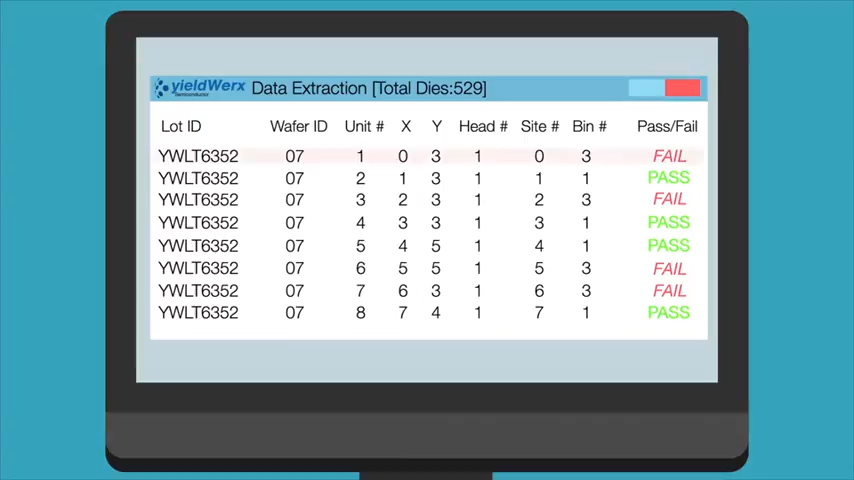 yieldWerx Data Extraction [Total Dies:529]
Semiconductor
Lot ID Wafer ID Unit # X Y Head # Site # Bin # Pass/Fail
YWLT6352 07 1 0 3 1 0 3 FAIL
YWLT6352 07 2 1 3 1 1 1 PASS
YWLT6352 07 3 2 3 1 2 3 FAIL
YWLT6352 07 4 3 3 1 3 1 PASS
YWLT6352 07 5 4 5 1 4 1 PASS
YWLT6352 07 6 5 5 1 5 3 FAIL
YWLT6352 07 7 6 3 1 6 3 FAIL
YWLT6352 07 8 7 4 1 7 1 PASS